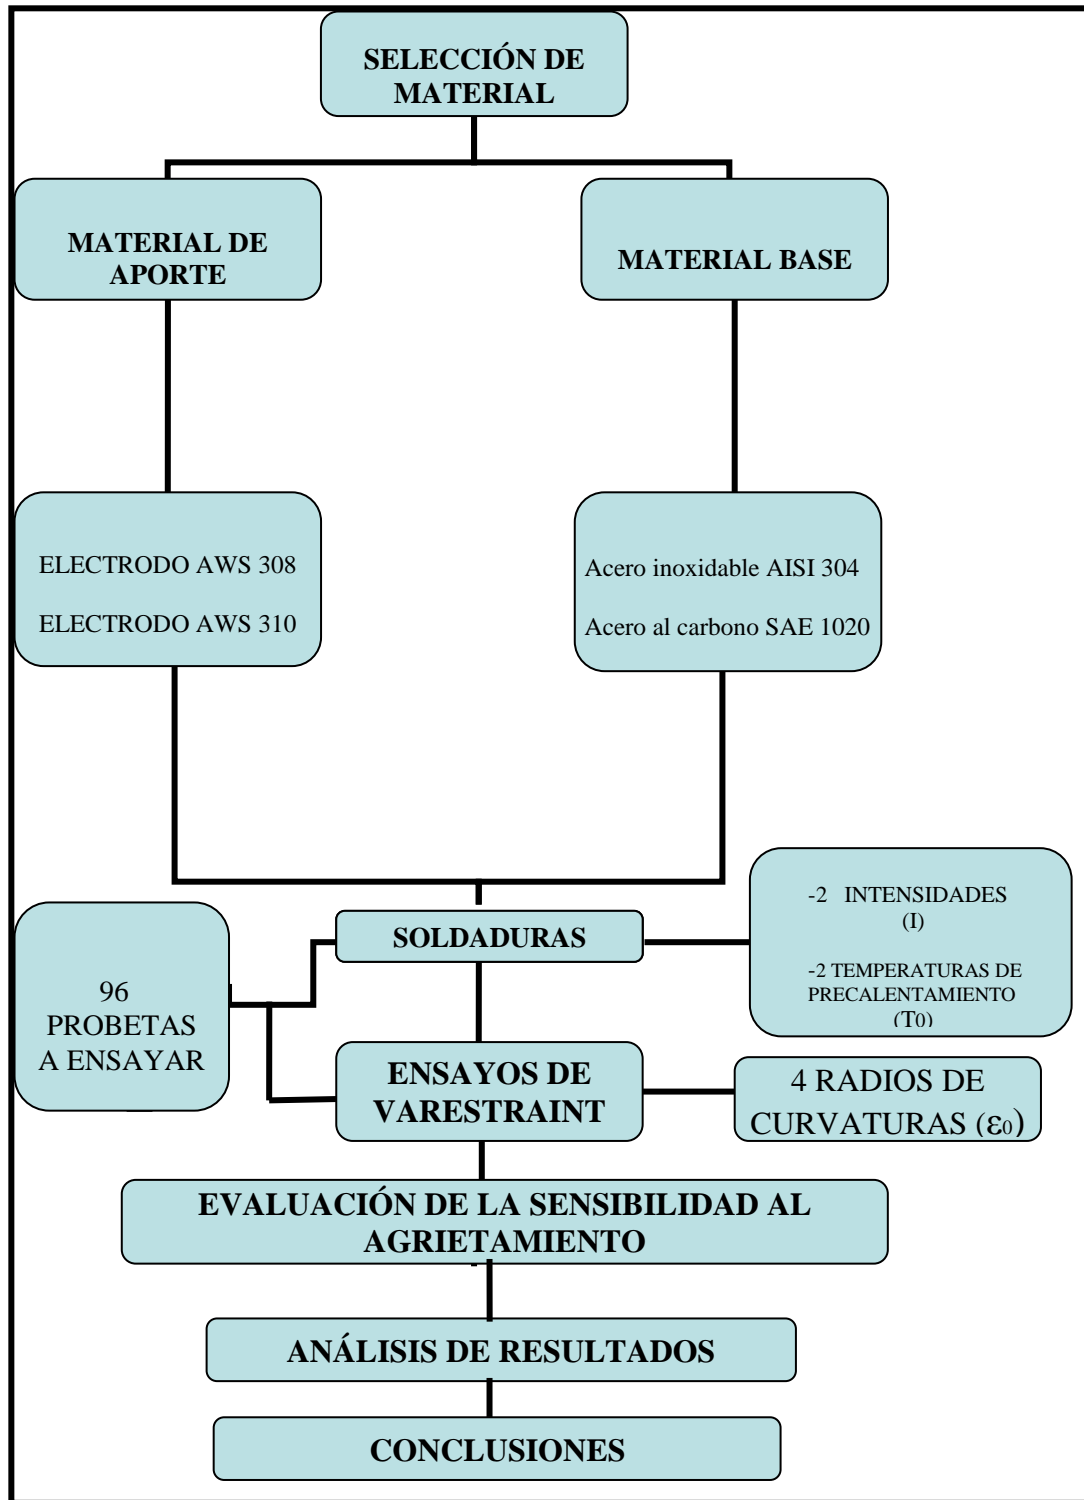 SELECCIÓN DE
MATERIAL
MATERIAL DE
APORTE
MATERIAL BASE
ELECTRODO AWS 308
ELECTRODO AWS 310
Acero inoxidable AISI 304
Acero al carbono SAE 1020
-2 INTENSIDADES
(I)
-2 TEMPERATURAS DE
PRECALENTAMIENTO
(T0)
SOLDADURAS
96
PROBETAS
A ENSAYAR
ENSAYOS DE
VARESTRAINT
4 RADIOS DE
CURVATURAS (ε0)
EVALUACIÓN DE LA SENSIBILIDAD AL
AGRIETAMIENTO
ANÁLISIS DE RESULTADOS
CONCLUSIONES